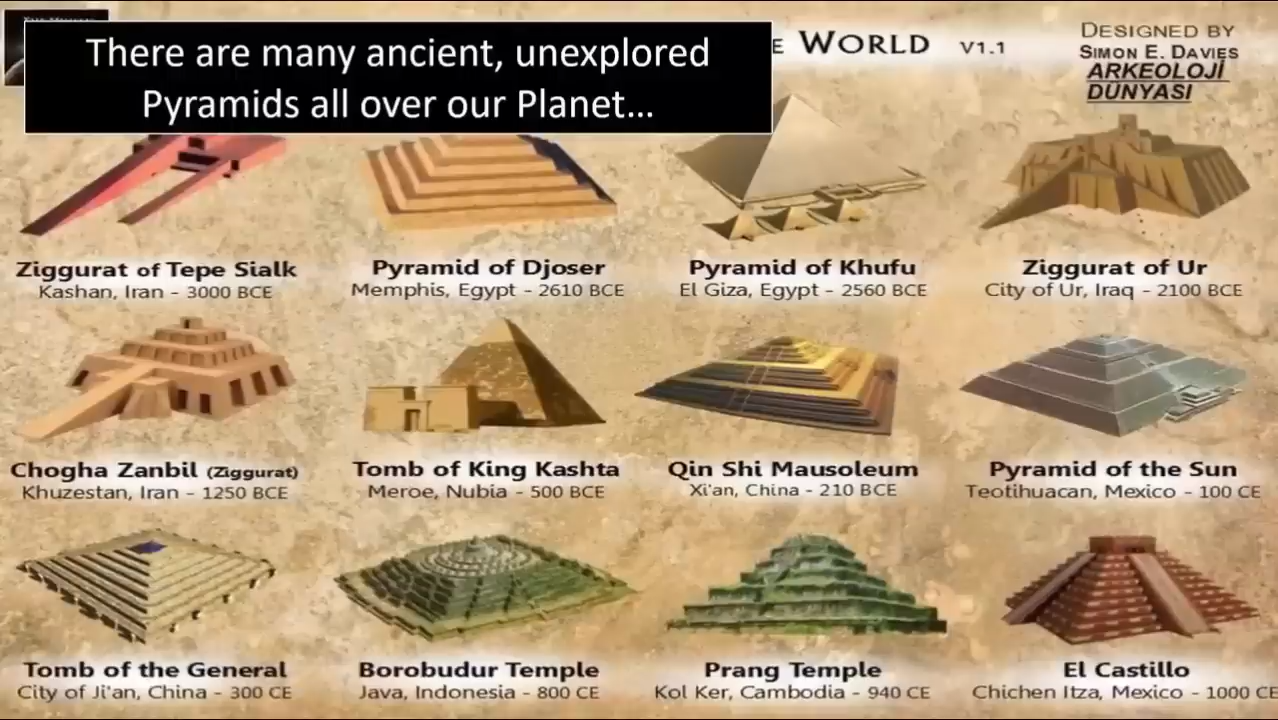 There are many ancient, unexplored
Pyramids all over our Planet...
WORLD V1.1
DESIGNED BY
SIMON E. DAVIES
ARKEOLOJİ
DÜNYASI
Ziggurat of Tepe Sialk
Kashan, Iran - 3000 BCE
Pyramid of Djoser
Memphis, Egypt - 2610 BCE
Pyramid of Khufu
El Giza, Egypt - 2560 BCE
Ziggurat of Ur
City of Ur, Iraq - 2100 BCE
Chogha Zanbil (Ziggurat)
Khuzestan, Iran - 1250 BCE
Tomb of King Kashta
Meroe, Nubia - 500 BCE
Qin Shi Mausoleum
Xi'an, China - 210 BCE
Pyramid of the Sun
Teotihuacan, Mexico - 100 CE
Tomb of the General
City of Ji'an, China - 300 CE
Borobudur Temple
Java, Indonesia - 800 CE
Prang Temple
Kol Ker, Cambodia - 940 CE
El Castillo
Chichen Itza, Mexico - 1000 CE